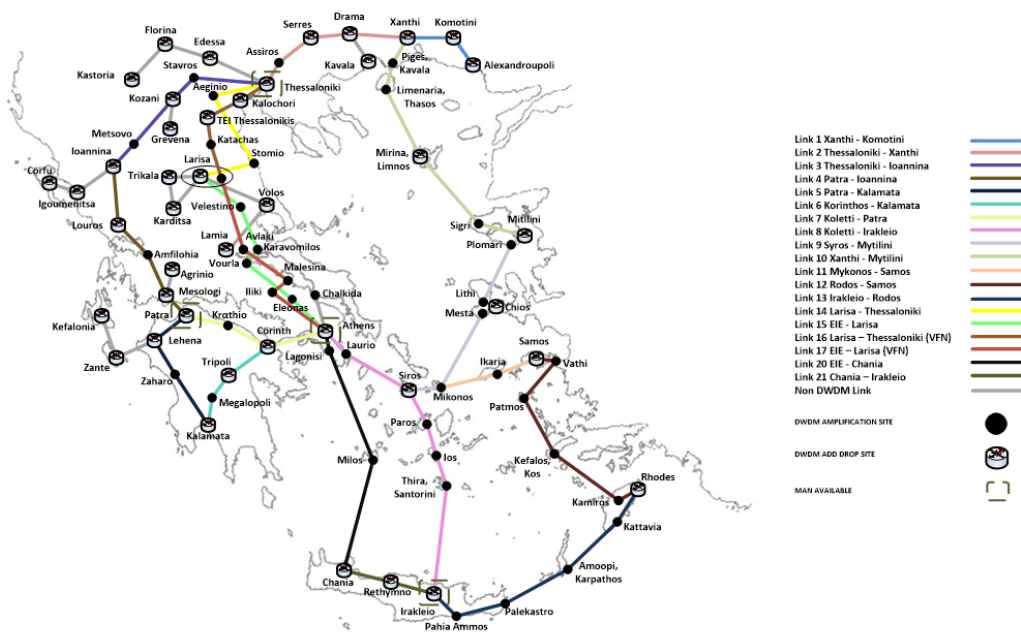 Drama
Xanthi
Komotini
Serres
Florina
Edessa
Assiros
Piges,
Kavala
Kavala
Alexandroupoli
Stavros
Kastoria
Aeginio
Thessaloniki
Limenaria,
Thasos
Kozani
Kalochori
TEI Thessalonikis
Grevena
Metsovo
Katachas
Ioannina
Larisa
Stomio
Mirina,
Limnos
Corfu
Trikala
Igoumenitsa
Volos
Karditsa
Velestino
Louros
Sigri
Mitilini
Avlaki
Lamia
Karavomilos
Plomari
Amfilohia
Vourla
Malesina
Agrinio
Iliki
Chalkida
Lithi
Mesologi
Eleonas
Kefalonia
Patra
Krathio
Athens
Mesta
Chios
Lehena
Corinth
Lagonisi
Laurio
Samos
Zante
Tripoli
Ikaria
Vathi
Zaharo
Siros
Mikonos
Megalopoli
Patmos
Kalamata
Paros
Milos
Ios
Kefalos,
Kos
Thira,
Santorini
Rhodes
Kamiros
Kattavia
Chania
Rethymno
Amoopi,
Karpathos
Irakleio
Palekastro
Pahia Ammos
Link 1 Xanthi - Komotini
Link 2 Thessaloniki - Xanthi
Link 3 Thessaloniki - Ioannina
Link 4 Patra - Ioannina
Link 5 Patra - Kalamata
Link 6 Korinthos - Kalamata
Link 7 Koletti - Patra
Link 8 Koletti - Irakleio
Link 9 Syros - Mytilini
Link 10 Xanthi - Mytilini
Link 11 Mykonos - Samos
Link 12 Rodos - Samos
Link 13 Irakleio - Rodos
Link 14 Larisa - Thessaloniki
Link 15 EIE - Larisa
Link 16 Larisa – Thessaloniki (VFN)
Link 17 EIE – Larisa (VFN)
Link 20 EIE - Chania
Link 21 Chania – Irakleio
Non DWDM Link
DWDM AMPLIFICATION SITE
DWDM ADD DROP SITE
MAN AVAILABLE